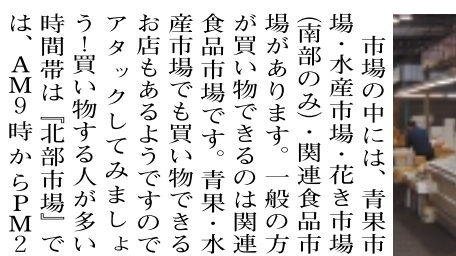 市場の中には、青果市
場・水産市場・花き市場
(南部のみ)・関連食品市
場があります。一般の方
が買い物できるのは関連
食品市場です。青果・水
産市場でも買い物できる
お店もあるようですので
アタックしてみましょ
う!買い物する人が多い
時間帯は『北部市場』で
は、AM9時からPM2